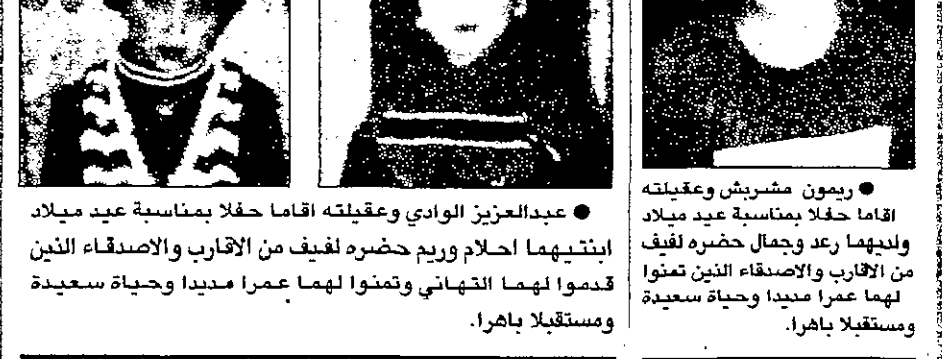 ● ريمون مشربش وعقيلته
اقاما حفلا بمناسبة عيد ميلاد
ولديهما رعد وجمال حضره لفيف
من الاقارب والاصدقاء الذين تمنوا
لهما عمرا مديدا وحياة سعيدة
ومستقبلا باهرا.
● عبدالعزيز الوادي وعقيلته اقاما حفلا بمناسبة عيد ميلاد
ابنتيهما احلام وريم حضره لفيف من الاقارب والاصدقاء الذين
قدموا لهما التهاني وتمنوا لهما عمرا مديدا وحياة سعيدة
ومستقبلا باهرا.